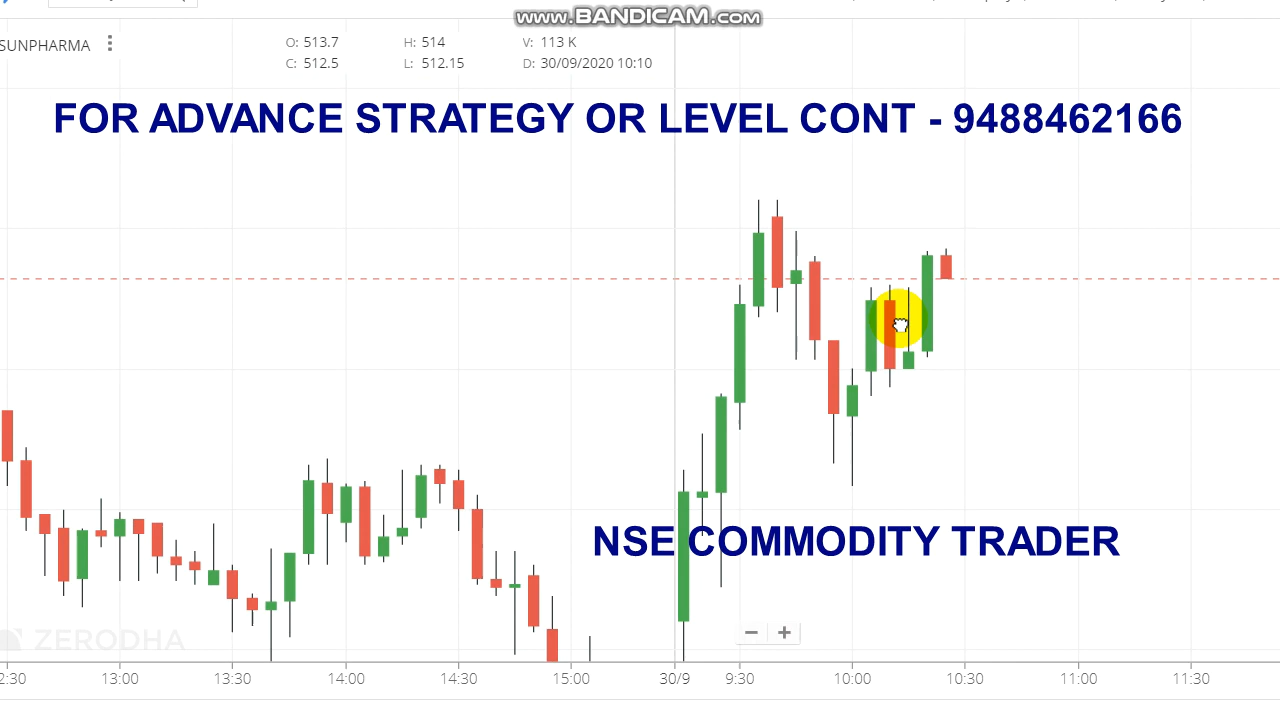 www.BANDICAM.com
SUNPHARMA
O: 513.7 H: 514 V: 113 K
C: 512.5 L: 512.15 D: 30/09/2020 10:10
FOR ADVANCE STRATEGY OR LEVEL CONT - 9488462166
NSE COMMODITY TRADER
ZERODHA
2:30 13:00 13:30 14:00 14:30 15:00 30/9 9:30 10:00 10:30 11:00 11:30